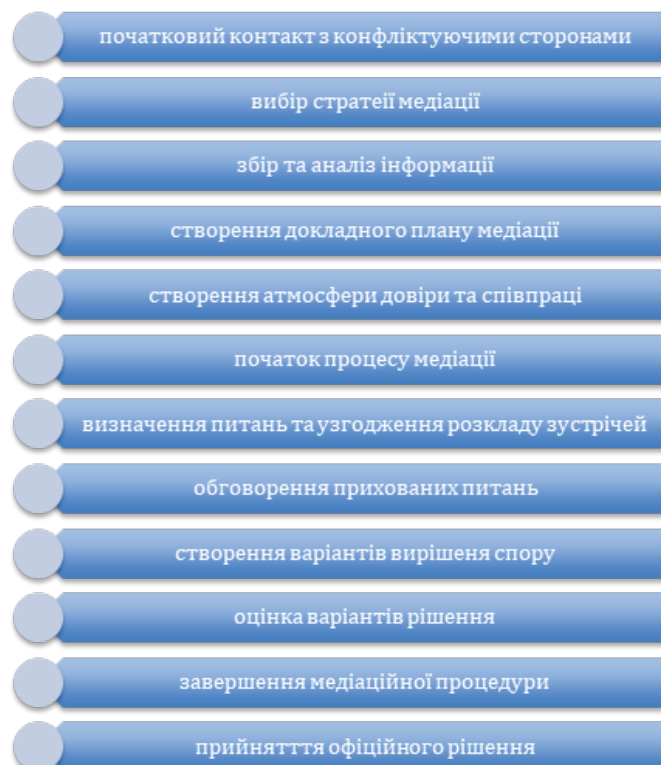 початковий контакт з конфліктуючими сторонами
вибір стратеії медіації
збір та аналіз інформації
створення докладного плану медіації
створення атмосфери довіри та співпраці
початок процесу медіації
визначення питань та узгодження розкладу зустрічей
обговорення прихованих питань
створення варіантів вирішеня спору
оцінка варіантів рішення
завершення медіаційної процедури
прийнятття офіційного рішення